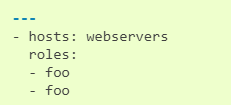 ---
- hosts: webservers
  roles:
  - foo
  - foo